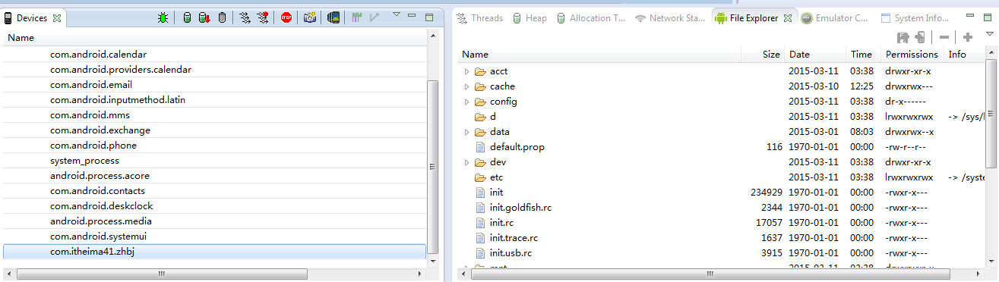 Devices
Name
com.android.calendar
com.android.providers.calendar
com.android.email
com.android.inputmethod.latin
com.android.mms
com.android.exchange
com.android.phone
system_process
android.process.acore
com.android.contacts
com.android.deskclock
android.process.media
com.android.systemui
com.itheima41.zhbj
Threads Heap Allocation T... Network Sta... File Explorer Emulator C... System Info...
Name Size Date Time Permissions Info
acct 2015-03-11 03:38 drwxr-xr-x
cache 2015-03-10 12:25 drwxrwx---
config 2015-03-11 03:38 dr-x------
d 2015-03-11 03:38 lrwxrwxrwx -> /sys/
data 2015-03-01 08:03 drwxrwx--x
default.prop 116 1970-01-01 00:00 -rw-r--r--
dev 2015-03-11 03:38 drwxr-xr-x
etc 2015-03-11 03:38 lrwxrwxrwx -> /syste
init 234929 1970-01-01 00:00 -rwxr-x---
init.goldfish.rc 2344 1970-01-01 00:00 -rwxr-x---
init.rc 17057 1970-01-01 00:00 -rwxr-x---
init.trace.rc 1637 1970-01-01 00:00 -rwxr-x---
init.usb.rc 3915 1970-01-01 00:00 -rwxr-x---